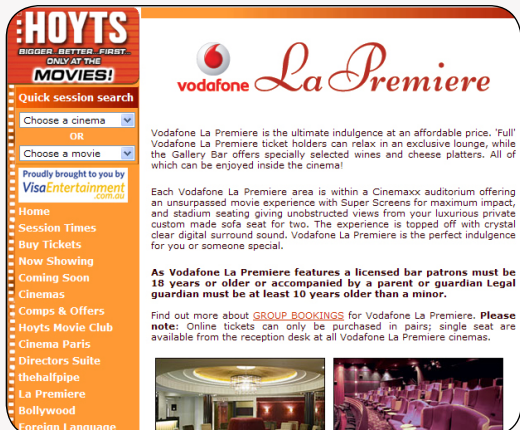 HOYTS
BIGGER. BETTER. FIRST...
ONLY AT THE
MOVIES!
Quick session search
Choose a cinema
OR
Choose a movie
Proudly brought to you by
VisaEntertainment
.com.au
Home
Session Times
Buy Tickets
Now Showing
Coming Soon
Cinemas
Comps & Offers
Hoyts Movie Club
Cinema Paris
Directors Suite
thehalfpipe
La Premiere
Bollywood
Foreign Language
vodafone
La Premiere
Vodafone La Premiere is the ultimate indulgence at an affordable price. 'Full'
Vodafone La Premiere ticket holders can relax in an exclusive lounge, while
the Gallery Bar offers specially selected wines and cheese platters. All of
which can be enjoyed inside the cinema!
Each Vodafone La Premiere area is within a Cinemaxx auditorium offering
an unsurpassed movie experience with Super Screens for maximum impact,
and stadium seating giving unobstructed views from your luxurious private
custom made sofa seat for two. The experience is topped off with crystal
clear digital surround sound. Vodafone La Premiere is the perfect indulgence
for you or someone special.
As Vodafone La Premiere features a licensed bar patrons must be
18 years or older or accompanied by a parent or guardian Legal
guardian must be at least 10 years older than a minor.
Find out more about GROUP BOOKINGS for Vodafone La Premiere. Please
note: Online tickets can only be purchased in pairs; single seat are
available from the reception desk at all Vodafone La Premiere cinemas.